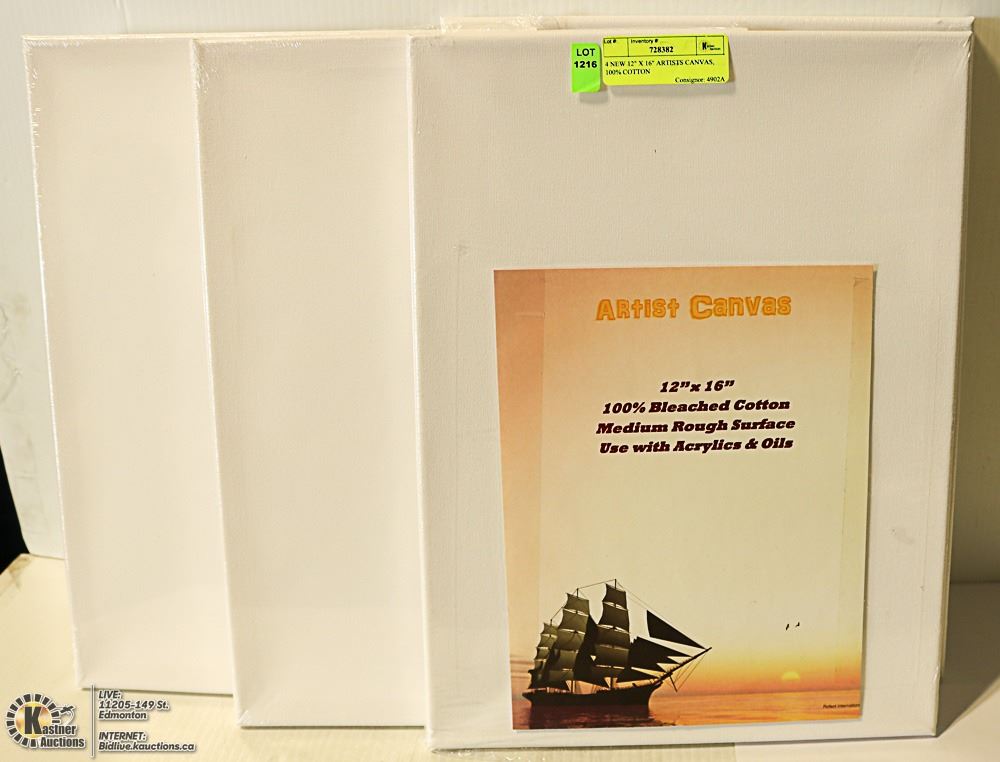 LOT
1216
Lot #:
Inventory #
728382
4 NEW 12" X 16" ARTISTS CANVAS,
100% COTTON
Consignor: 4902A
Artist Canvas
12”x 16”
100% Bleached Cotton
Medium Rough Surface
Use with Acrylics & Oils
Kastner
Auctions
LIVE:
11205-149 St.
Edmonton
INTERNET:
Bidlive.kauctions.ca